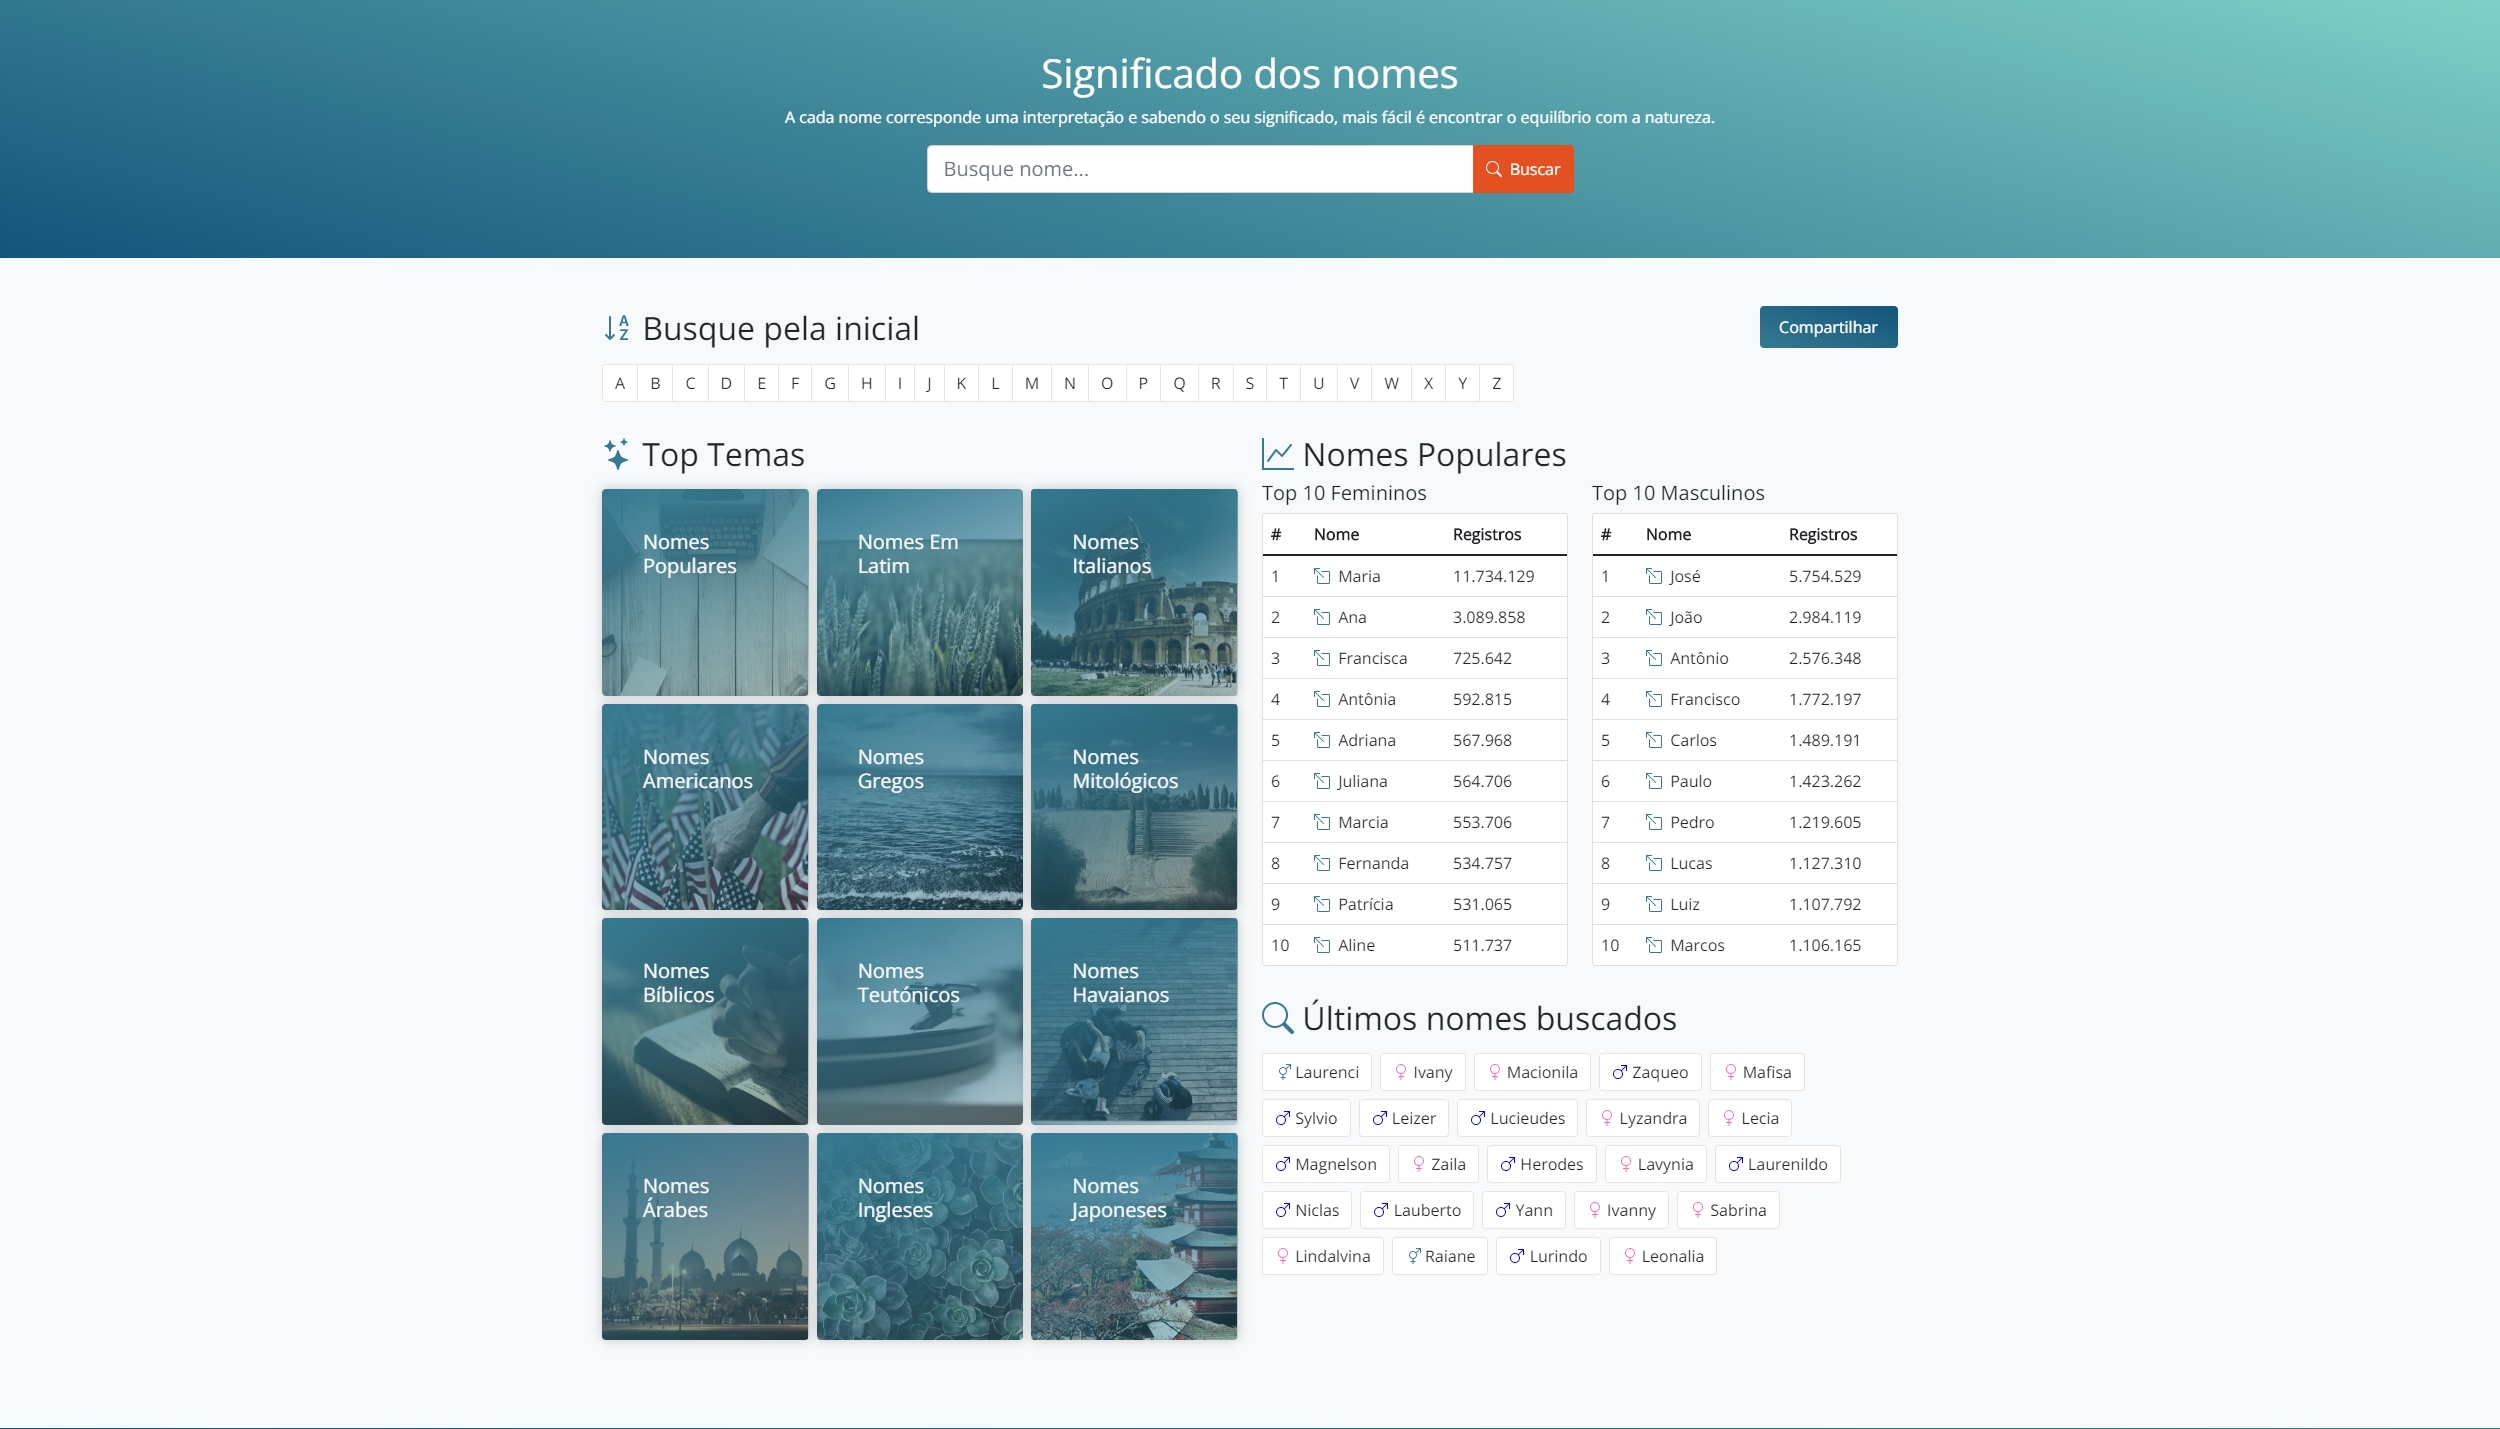 Significado dos nomes
A cada nome corresponde uma interpretação e sabendo o seu significado, mais fácil é encontrar o equilíbrio com a natureza.
Busque nome...
Buscar
Busque pela inicial
Compartilhar
A B C D E F G H I J K L M N O P Q R S T U V W X Y Z
Top Temas
Nomes
Populares
Nomes Em
Latim
Nomes
Italianos
Nomes
Americanos
Nomes
Gregos
Nomes
Mitológicos
Nomes
Bíblicos
Nomes
Teutónicos
Nomes
Havaianos
Nomes
Árabes
Nomes
Ingleses
Nomes
Japoneses
Nomes Populares
Top 10 Femininos
# Nome Registros
1 Maria 11.734.129
2 Ana 3.089.858
3 Francisca 725.642
4 Antônia 592.815
5 Adriana 567.968
6 Juliana 564.706
7 Marcia 553.706
8 Fernanda 534.757
9 Patrícia 531.065
10 Aline 511.737
Top 10 Masculinos
# Nome Registros
1 José 5.754.529
2 João 2.984.119
3 Antônio 2.576.348
4 Francisco 1.772.197
5 Carlos 1.489.191
6 Paulo 1.423.262
7 Pedro 1.219.605
8 Lucas 1.127.310
9 Luiz 1.107.792
10 Marcos 1.106.165
Últimos nomes buscados
Laurenci Ivany Macionila Zaqueo Mafisa
Sylvio Leizer Lucieudes Lyzandra Lecia
Magnelson Zaila Herodes Lavynia Laurenildo
Niclas Lauberto Yann Ivanny Sabrina
Lindalvina Raiane Lurindo Leonalia